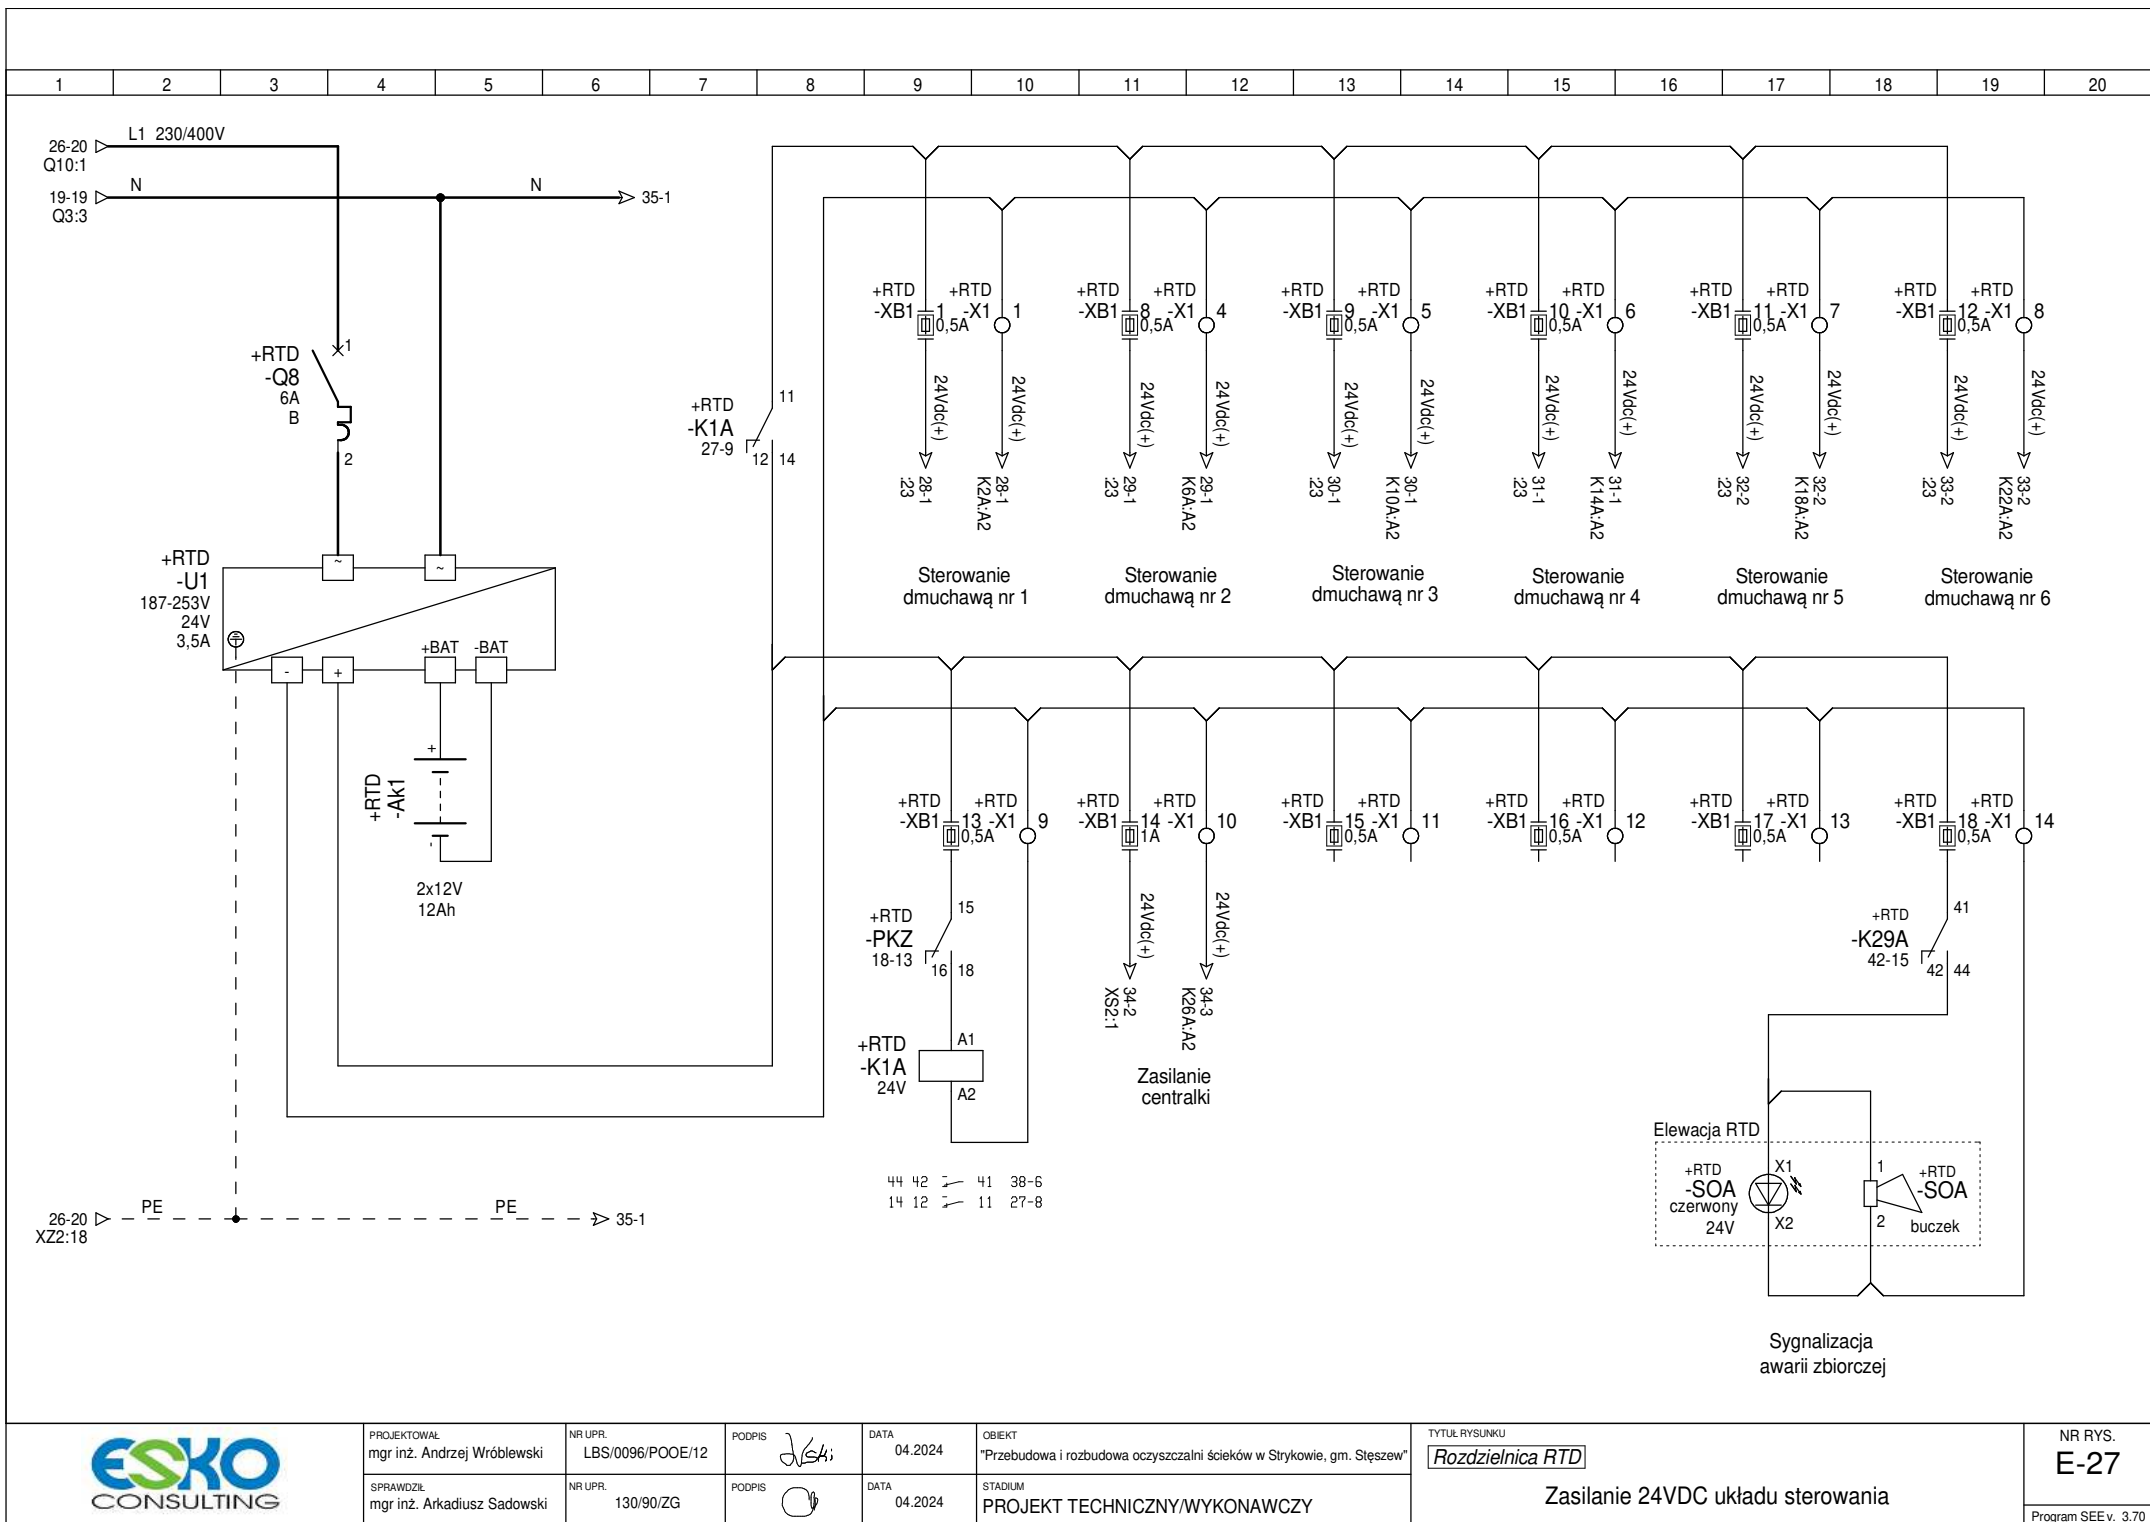 1 2 3 4 5 6 7 8 9 10 11 12 13 14 15 16 17 18 19 20
26-20
Q10:1
L1 230/400V
19-19
Q3:3
N
N
35-1
+RTD
-Q8
6A
B
1
2
+RTD
-U1
187-253V
24V
3,5A
~
~
-
+
+BAT
-BAT
+RTD
-Ak1
+
-
2x12V
12Ah
26-20
XZ2:18
PE
PE
35-1
+RTD
-K1A
27-9
11
12 14
+RTD
-XB1 1
0,5A
+RTD
-X1 1
24Vdc(+)
24Vdc(+)
28-1
:23
28-1
K2A:A2
Sterowanie
dmuchawą nr 1
+RTD
-XB1 8
0,5A
+RTD
-X1 4
24Vdc(+)
24Vdc(+)
29-1
:23
29-1
K6A:A2
Sterowanie
dmuchawą nr 2
+RTD
-XB1 9
0,5A
+RTD
-X1 5
24Vdc(+)
24Vdc(+)
30-1
:23
30-1
K10A:A2
Sterowanie
dmuchawą nr 3
+RTD
-XB1 10
0,5A
+RTD
-X1 6
24Vdc(+)
24Vdc(+)
31-1
:23
31-1
K14A:A2
Sterowanie
dmuchawą nr 4
+RTD
-XB1 11
0,5A
+RTD
-X1 7
24Vdc(+)
24Vdc(+)
32-2
:23
32-2
K18A:A2
Sterowanie
dmuchawą nr 5
+RTD
-XB1 12
0,5A
+RTD
-X1 8
24Vdc(+)
24Vdc(+)
33-2
:23
33-2
K22A:A2
Sterowanie
dmuchawą nr 6
+RTD
-XB1 13
0,5A
+RTD
-X1 9
+RTD
-PKZ
18-13
15
16 18
+RTD
-K1A
24V
A1
A2
44 42 41 38-6
14 12 11 27-8
+RTD
-XB1 14
1A
+RTD
-X1 10
24Vdc(+)
24Vdc(+)
34-2
XS2:1
34-3
K26A:A2
Zasilanie
centralki
+RTD
-XB1 15
0,5A
+RTD
-X1 11
+RTD
-XB1 16
0,5A
+RTD
-X1 12
+RTD
-XB1 17
0,5A
+RTD
-X1 13
+RTD
-XB1 18
0,5A
+RTD
-X1 14
+RTD
-K29A
42-15
41
42 44
Elewacja RTD
+RTD
-SOA
czerwony
24V
X1
X2
1
2
+RTD
-SOA
buczek
Sygnalizacja
awarii zbiorczej
ESKO
CONSULTING
PROJEKTOWAŁ
mgr inż. Andrzej Wróblewski
NR UPR.
LBS/0096/POOE/12
PODPIS
DATA
04.2024
SPRAWDZIŁ
mgr inż. Arkadiusz Sadowski
NR UPR.
130/90/ZG
PODPIS
DATA
04.2024
OBIEKT
"Przebudowa i rozbudowa oczyszczalni ścieków w Strykowie, gm. Stęszew"
STADIUM
PROJEKT TECHNICZNY/WYKONAWCZY
TYTUŁ RYSUNKU
Rozdzielnica RTD
Zasilanie 24VDC układu sterowania
NR RYS.
E-27
Program SEE v. 3.70